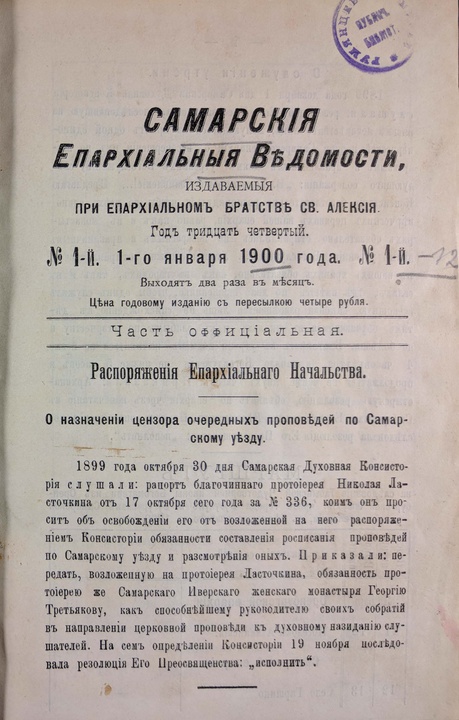 РУМЯНЦЕВ
ПУБЛИЧ.
БИБЛІОТ.
САМАРСКІЯ
ЕПАРХІАЛЬНЫЯ ВѢДОМОСТИ,
ИЗДАВАЕМЫЯ
ПРИ ЕПАРХІАЛЬНОМЪ БРАТСТВѢ СВ. АЛЕКСІЯ.
Годъ тридцать четвертый.
№ 1-й. 1-го января 1900 года. № 1-й. -12
Выходятъ два раза въ мѣсяцъ.
Цѣна годовому изданію съ пересылкою четыре рубля.
Часть оффиціальная.
Распоряженія Епархіальнаго Начальства.
О назначеніи цензора очередныхъ проповѣдей по Самар-
скому уѣзду.
1899 года октября 30 дня Самарская Духовная Консисто-
рія слушали: рапортъ благочиннаго протоіерея Николая Ла-
сточкина отъ 17 октября сего года за № 336, коимъ онъ про-
ситъ объ освобожденіи его отъ возложенной на него распоряже-
ніемъ Консисторіи обязанности составленія росписанія проповѣдей
по Самарскому уѣзду и разсмотрѣнія оныхъ. Приказали: пе-
редать, возложенную на протоіерея Ласточкина, обязанность про-
тоіерею же Самарскаго Иверскаго женскаго монастыря Георгію
Третьякову, какъ способнѣйшему руководителю своихъ собратій
въ направленіи церковной проповѣди къ духовному назиданію слу-
шателей. На семъ опредѣленіи Консисторіи 19 ноября послѣдо-
вала резолюція Его Преосвященства: „исполнить“.